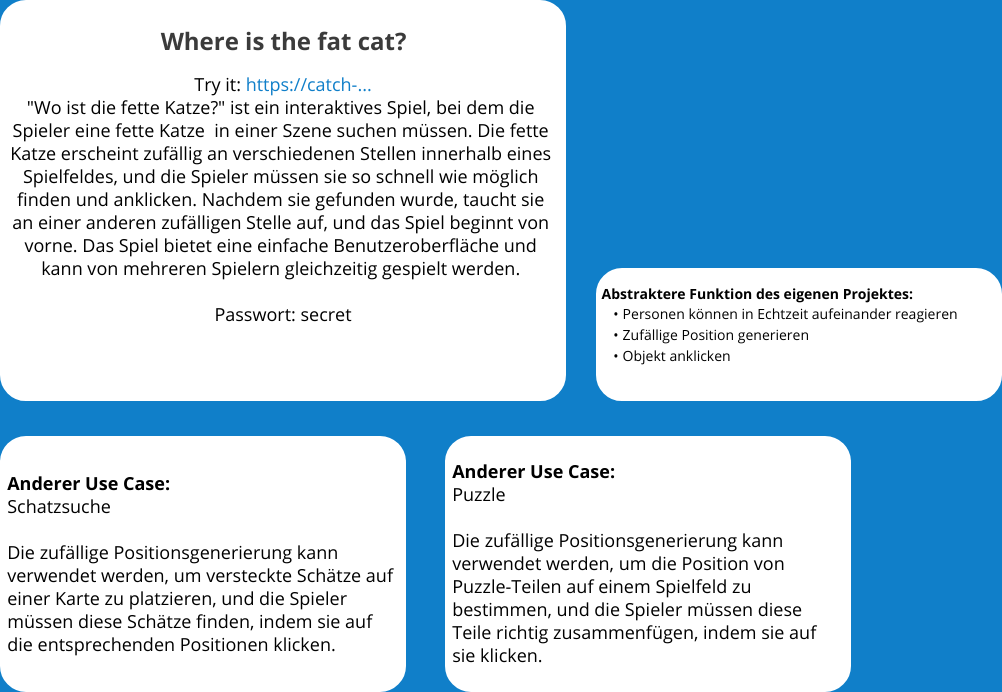 Where is the fat cat?
Try it: https://catch-...
"Wo ist die fette Katze?" ist ein interaktives Spiel, bei dem die
Spieler eine fette Katze  in einer Szene suchen müssen. Die fette
Katze erscheint zufällig an verschiedenen Stellen innerhalb eines
Spielfeldes, und die Spieler müssen sie so schnell wie möglich
finden und anklicken. Nachdem sie gefunden wurde, taucht sie
an einer anderen zufälligen Stelle auf, und das Spiel beginnt von
vorne. Das Spiel bietet eine einfache Benutzeroberfläche und
kann von mehreren Spielern gleichzeitig gespielt werden.
Passwort: secret
Abstraktere Funktion des eigenen Projektes:
• Personen können in Echtzeit aufeinander reagieren
• Zufällige Position generieren
• Objekt anklicken
Anderer Use Case:
Schatzsuche
Die zufällige Positionsgenerierung kann
verwendet werden, um versteckte Schätze auf
einer Karte zu platzieren, und die Spieler
müssen diese Schätze finden, indem sie auf
die entsprechenden Positionen klicken.
Anderer Use Case:
Puzzle
Die zufällige Positionsgenerierung kann
verwendet werden, um die Position von
Puzzle-Teilen auf einem Spielfeld zu
bestimmen, und die Spieler müssen diese
Teile richtig zusammenfügen, indem sie auf
sie klicken.